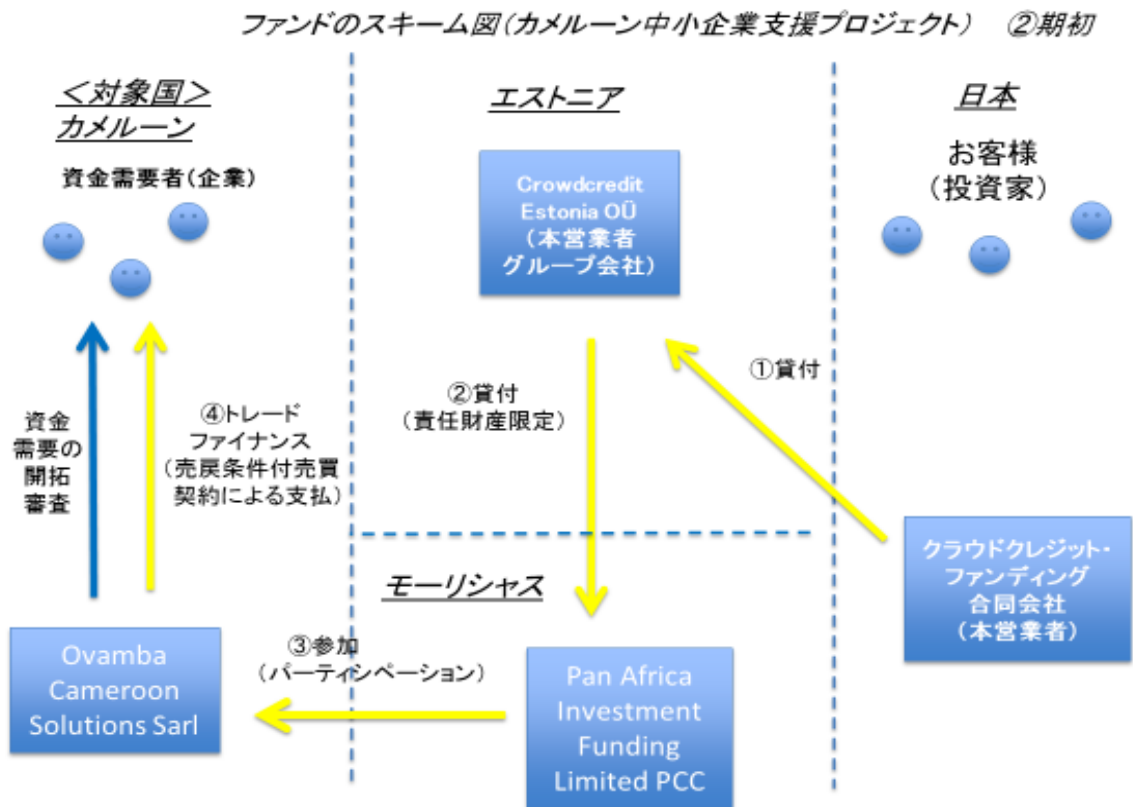 ファンドのスキーム図(カメルーン中小企業支援プロジェクト) ②期初
<対象国>
カメルーン
資金需要者(企業)
エストニア
Crowdcredit
Estonia OÜ
(本営業者
グループ会社)
日本
お客様
(投資家)
①貸付
②貸付
(責任財産限定)
資金
需要の
開拓
審査
④トレード
ファイナンス
(売戻条件付売買
契約による支払)
クラウドクレジット・
ファンディング
合同会社
(本営業者)
モーリシャス
③参加
(パーティシペーション)
Ovamba
Cameroon
Solutions Sarl
Pan Africa
Investment
Funding
Limited PCC